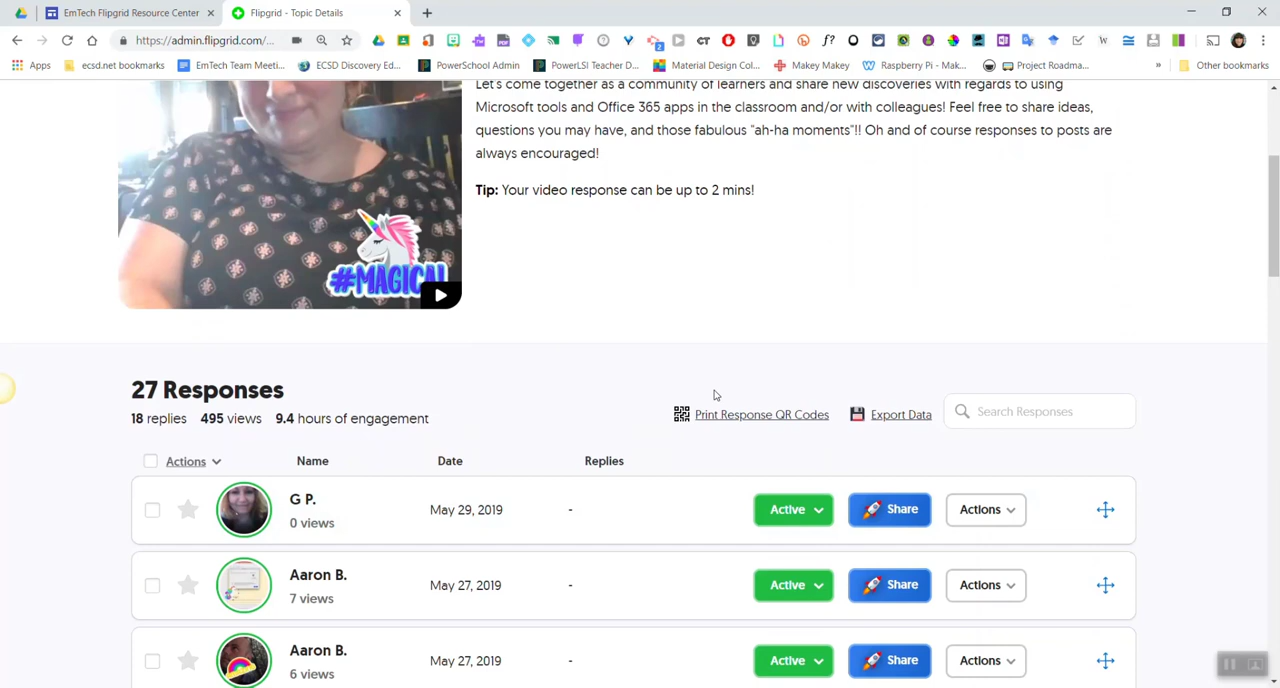 EmTech Flipgrid Resource Center
Flipgrid - Topic Details
https://admin.flipgrid.com/...
Apps
ecsd.net bookmarks
EmTech Team Meeti...
ECSD Discovery Ed...
PowerSchool Admin
PowerLSI Teacher D...
Material Design Col...
Makey Makey
Raspberry Pi - Mak...
Project Roadma...
»
Other bookmarks
Let's come together as a community of learners and share new discoveries with regards to using
Microsoft tools and Office 365 apps in the classroom and/or with colleagues! Feel free to share ideas,
questions you may have, and those fabulous "ah-ha moments"!! Oh and of course responses to posts are
always encouraged!
Tip: Your video response can be up to 2 mins!
#MAGICAL
27 Responses
18 replies 495 views 9.4 hours of engagement
Print Response QR Codes
Export Data
Search Responses
Actions Name Date Replies
G P.
0 views
May 29, 2019
-
Active
Share
Actions
Aaron B.
7 views
May 27, 2019
-
Active
Share
Actions
Aaron B.
6 views
May 27, 2019
-
Active
Share
Actions